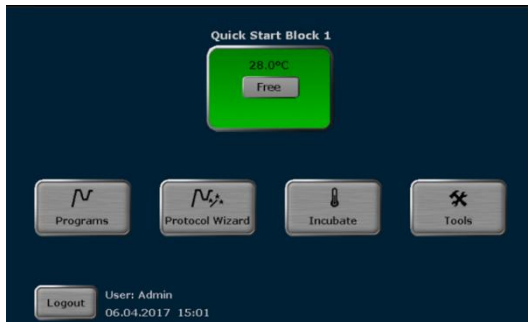 Quick Start Block 1
28.0ºC
Free
Programs
Protocol Wizard
Incubate
Tools
Logout
User: Admin
06.04.2017 15:01